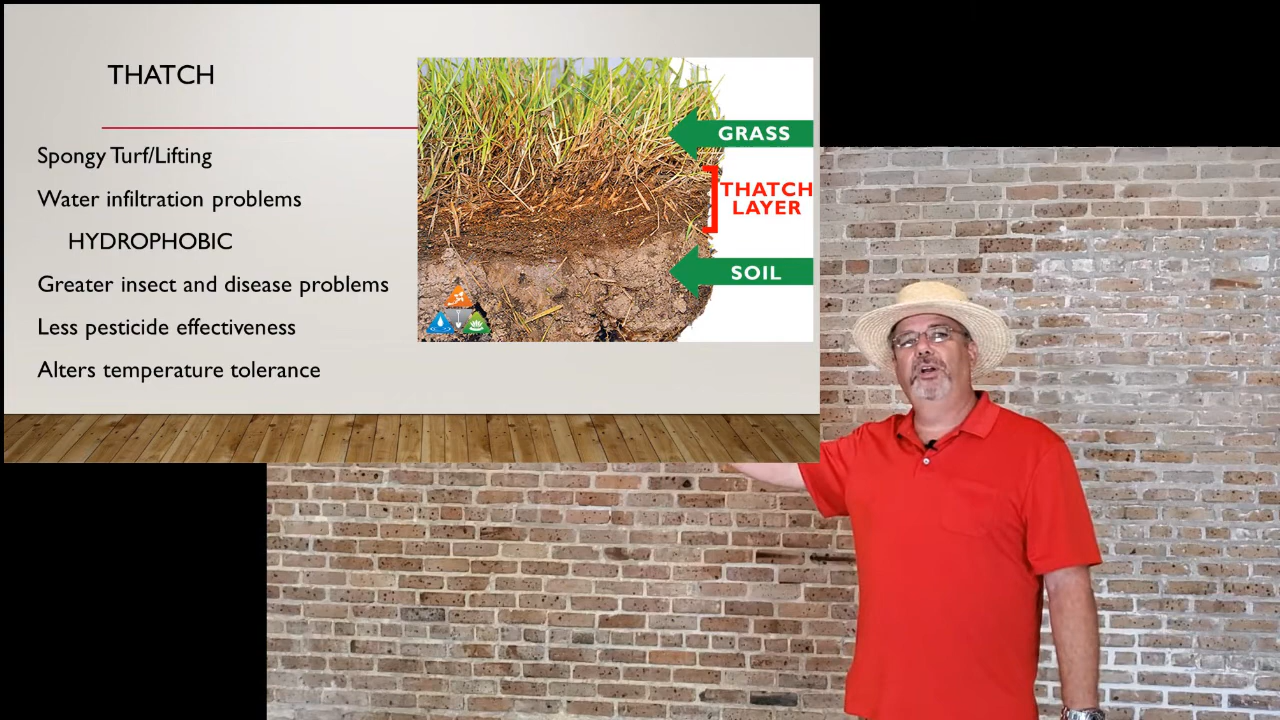 THATCH
Spongy Turf/Lifting
Water infiltration problems
HYDROPHOBIC
Greater insect and disease problems
Less pesticide effectiveness
Alters temperature tolerance
GRASS
THATCH
LAYER
SOIL